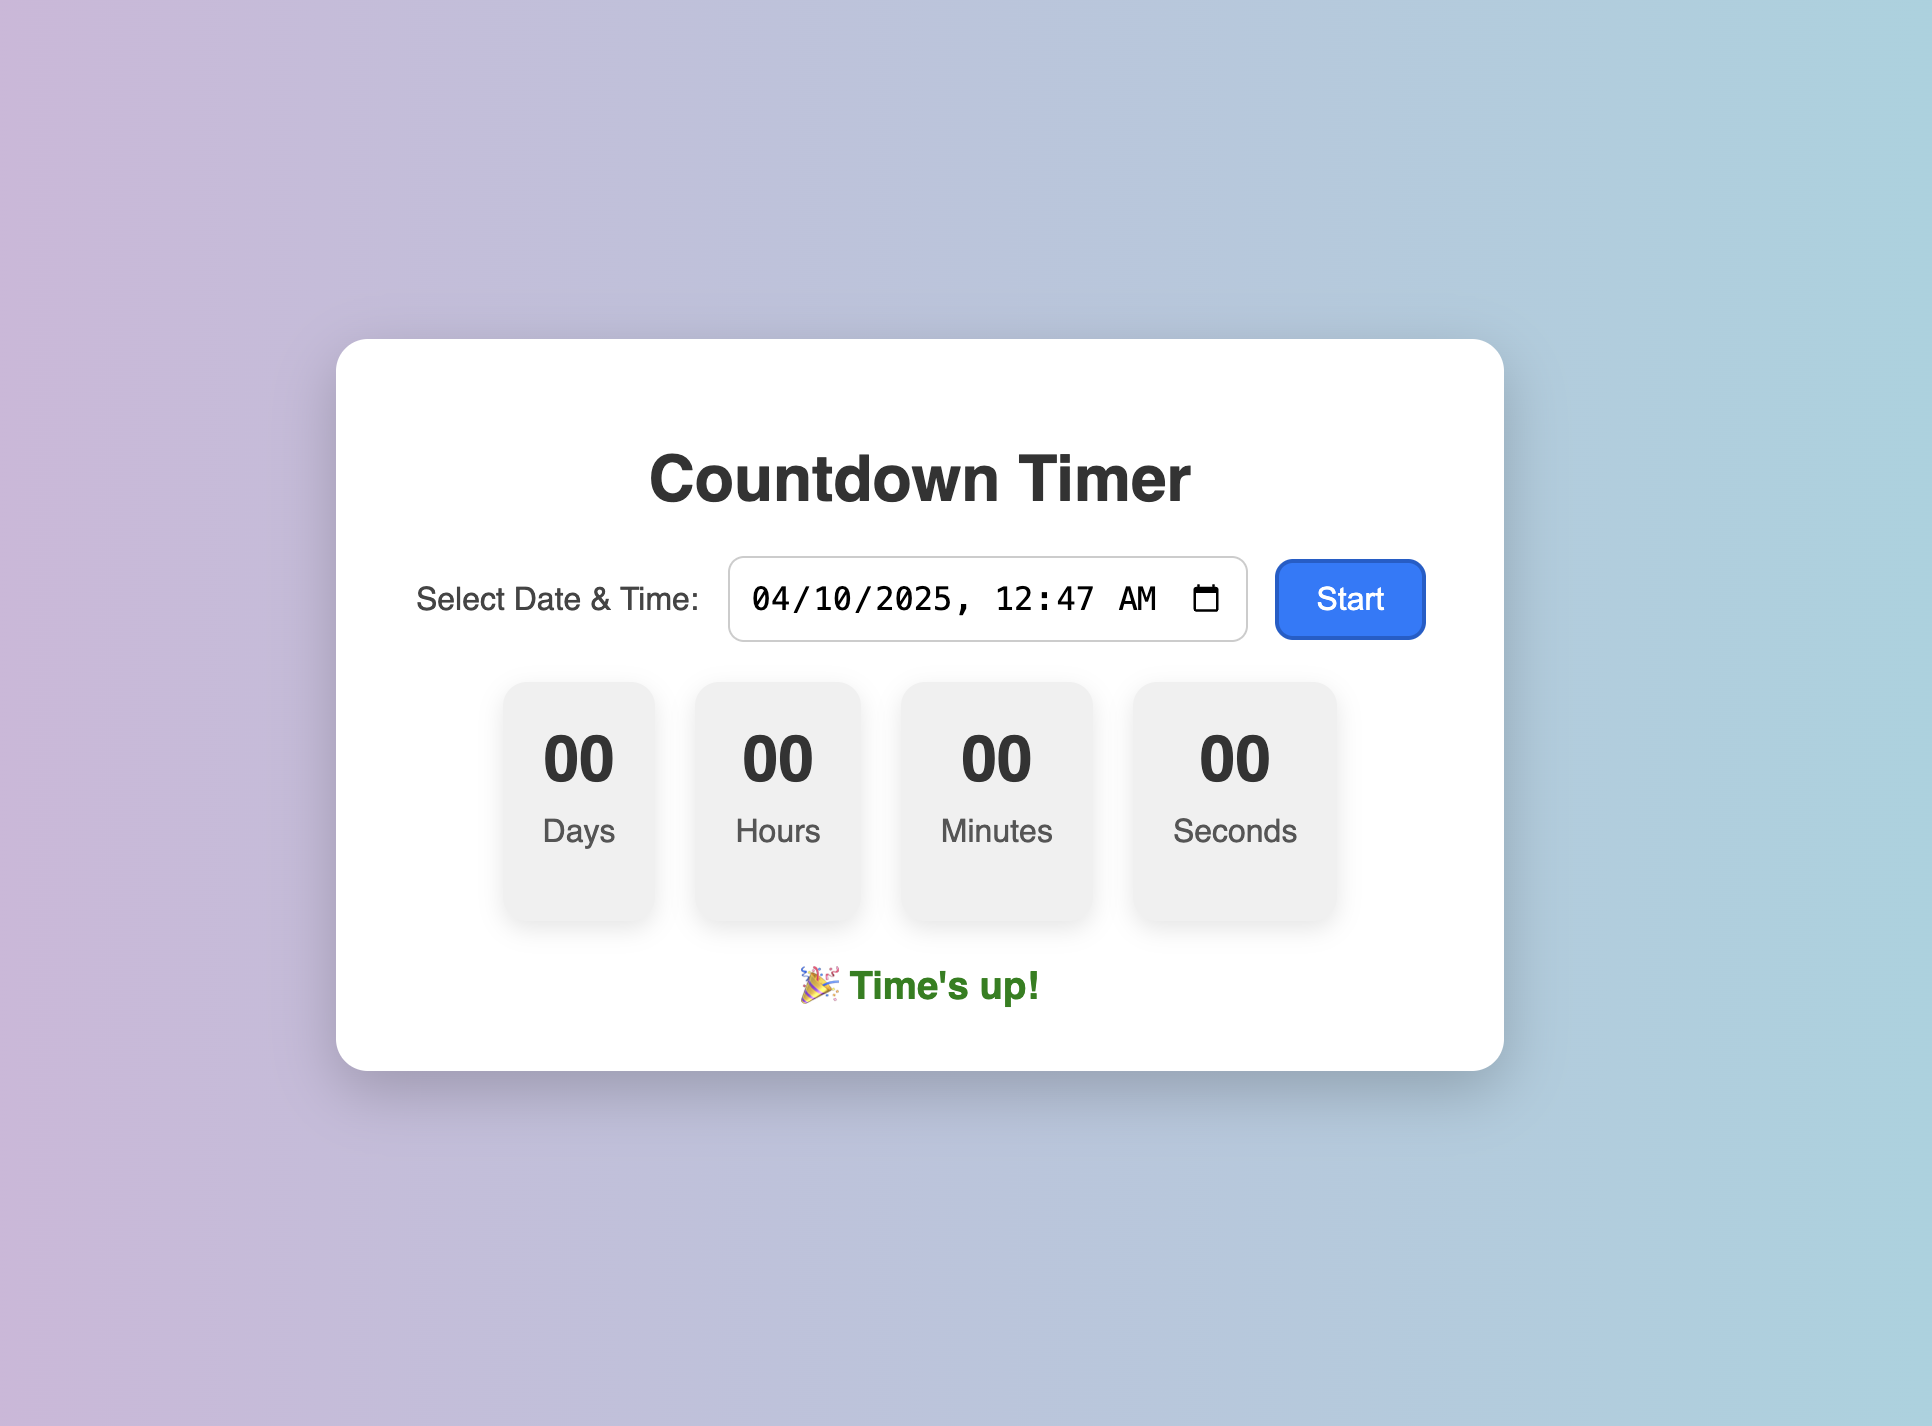 Countdown Timer
Select Date & Time: 04/10/2025, 12:47 AM Start
00 00 00 00
Days Hours Minutes Seconds
🎉 Time's up!